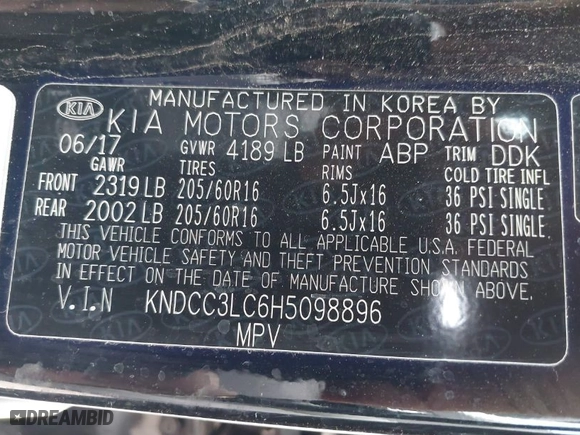 MANUFACTURED IN KOREA BY
KIA KIA MOTORS CORPORATION
06/17 GVWR 4189 LB PAINT ABP TRIM DDK
GAWR TIRES RIMS COLD TIRE INFL
FRONT 2319 LB 205/60R16 6.5Jx16 36 PSI SINGLE
REAR 2002 LB 205/60R16 6.5Jx16 36 PSI SINGLE
THIS VEHICLE CONFORMS TO ALL APPLICABLE U.S.A. FEDERAL
MOTOR VEHICLE SAFETY AND THEFT PREVENTION STANDARDS
IN EFFECT ON THE DATE OF MANUFACTURE SHOWN ABOVE.
V.I.N KNDCC3LC6H5098896
MPV
DREAMBID